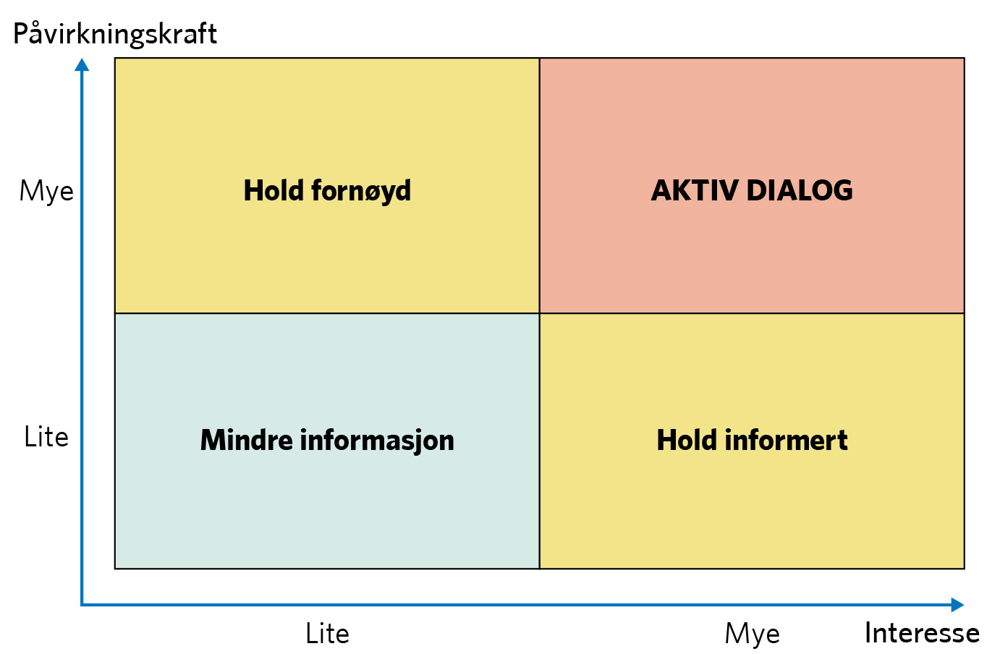 Påvirkningskraft
Mye
Hold fornøyd
AKTIV DIALOG
Lite
Mindre informasjon
Hold informert
Lite
Mye
Interesse